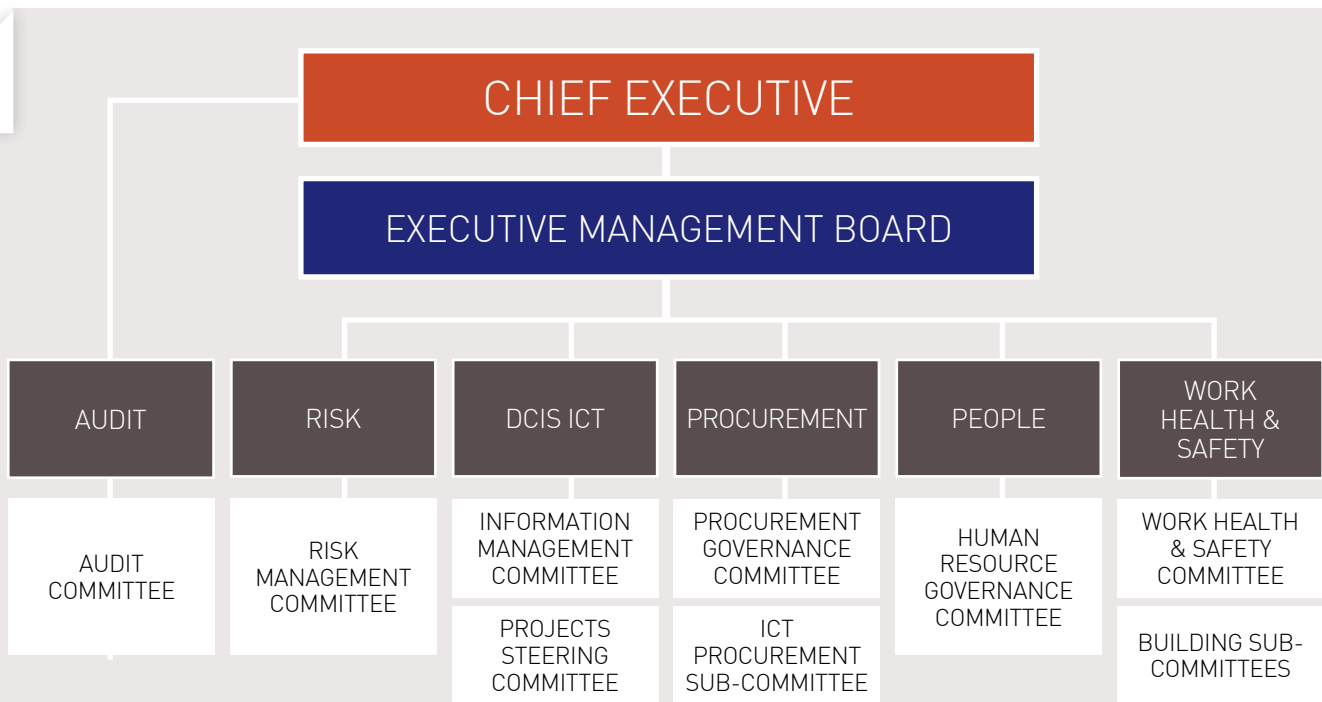 CHIEF EXECUTIVE
EXECUTIVE MANAGEMENT BOARD
AUDIT
RISK
DCIS ICT
PROCUREMENT
PEOPLE
WORK
HEALTH &
SAFETY
AUDIT
COMMITTEE
RISK
MANAGEMENT
COMMITTEE
INFORMATION
MANAGEMENT
COMMITTEE
PROCUREMENT
GOVERNANCE
COMMITTEE
HUMAN
RESOURCE
GOVERNANCE
COMMITTEE
WORK HEALTH
& SAFETY
COMMITTEE
PROJECTS
STEERING
COMMITTEE
ICT
PROCUREMENT
SUB-COMMITTEE
BUILDING SUB-
COMMITTEES